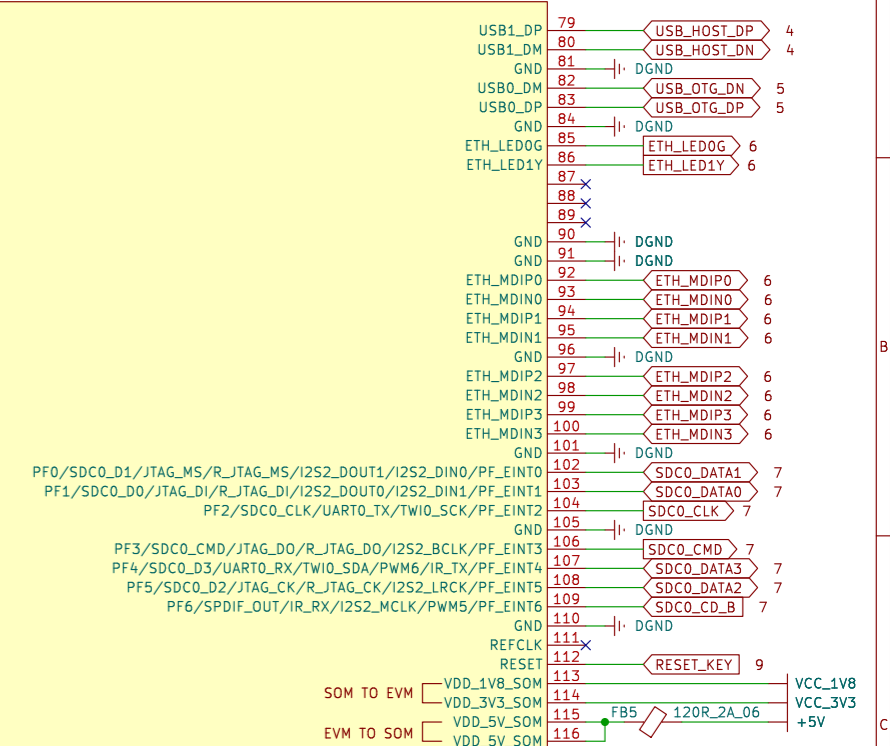 USB1_DP 79 USB_HOST_DP 4
USB1_DM 80 USB_HOST_DN 4
GND 81 DGND
USB0_DM 82 USB_OTG_DN 5
USB0_DP 83 USB_OTG_DP 5
GND 84 DGND
ETH_LED0G 85 ETH_LED0G 6
ETH_LED1Y 86 ETH_LED1Y 6
87
88
89
GND 90 DGND
GND 91 DGND
ETH_MDIP0 92 ETH_MDIP0 6
ETH_MDIN0 93 ETH_MDIN0 6
ETH_MDIP1 94 ETH_MDIP1 6
ETH_MDIN1 95 ETH_MDIN1 6
B
GND 96 DGND
ETH_MDIP2 97 ETH_MDIP2 6
ETH_MDIN2 98 ETH_MDIN2 6
ETH_MDIP3 99 ETH_MDIP3 6
ETH_MDIN3 100 ETH_MDIN3 6
GND 101 DGND
PF0/SDC0_D1/JTAG_MS/R_JTAG_MS/I2S2_DOUT1/I2S2_DIN0/PF_EINT0 102 SDC0_DATA1 7
PF1/SDC0_D0/JTAG_DI/R_JTAG_DI/I2S2_DOUT0/I2S2_DIN1/PF_EINT1 103 SDC0_DATA0 7
PF2/SDC0_CLK/UART0_TX/TWI0_SCK/PF_EINT2 104 SDC0_CLK 7
GND 105 DGND
PF3/SDC0_CMD/JTAG_DO/R_JTAG_DO/I2S2_BCLK/PF_EINT3 106 SDC0_CMD 7
PF4/SDC0_D3/UART0_RX/TWI0_SDA/PWM6/IR_TX/PF_EINT4 107 SDC0_DATA3 7
PF5/SDC0_D2/JTAG_CK/R_JTAG_CK/I2S2_LRCK/PF_EINT5 108 SDC0_DATA2 7
PF6/SPDIF_OUT/IR_RX/I2S2_MCLK/PWM5/PF_EINT6 109 SDC0_CD_B 7
GND 110 DGND
REFCLK 111
RESET 112 RESET_KEY 9
VDD_1V8_SOM 113 VCC_1V8
SOM TO EVM
VDD_3V3_SOM 114 VCC_3V3
VDD_5V_SOM 115 FB5 120R_2A_06 +5V
C
EVM TO SOM
VDD_5V_SOM 116